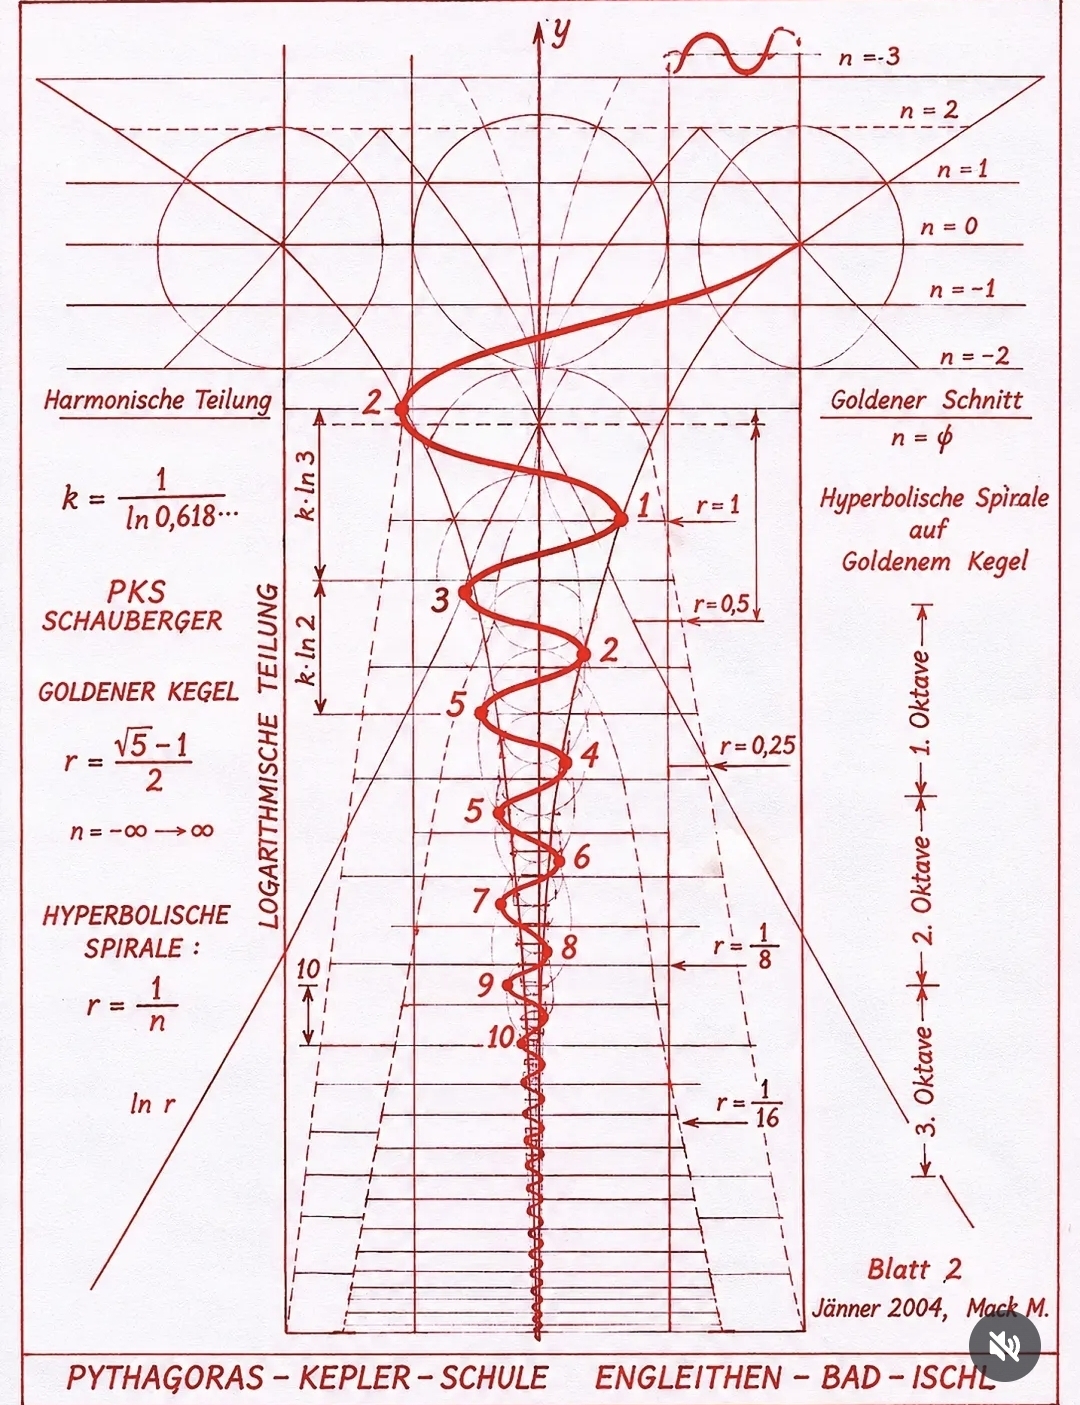 y
n =-3
n = 2
n = 1
n = 0
n = -1
n = -2
Harmonische Teilung
k = 1 / ln 0,618···
PKS
SCHAUBERGER
GOLDENER KEGEL
r = √5 - 1 / 2
n = -∞ → ∞
HYPERBOLISCHE
SPIRALE :
r = 1 / n
ln r
LOGARITHMISCHE TEILUNG
k · ln 3
k · ln 2
10
2
1
3
2
5
4
5
6
7
8
9
10
r = 1
r = 0,5
r = 0,25
r = 1/8
r = 1/16
Goldener Schnitt
n = ϕ
Hyperbolische Spirale
auf
Goldenem Kegel
1. Oktave
2. Oktave
3. Oktave
Blatt 2
Jänner 2004, Mack M.
PYTHAGORAS – KEPLER – SCHULE ENGLEITHEN – BAD – ISCHL